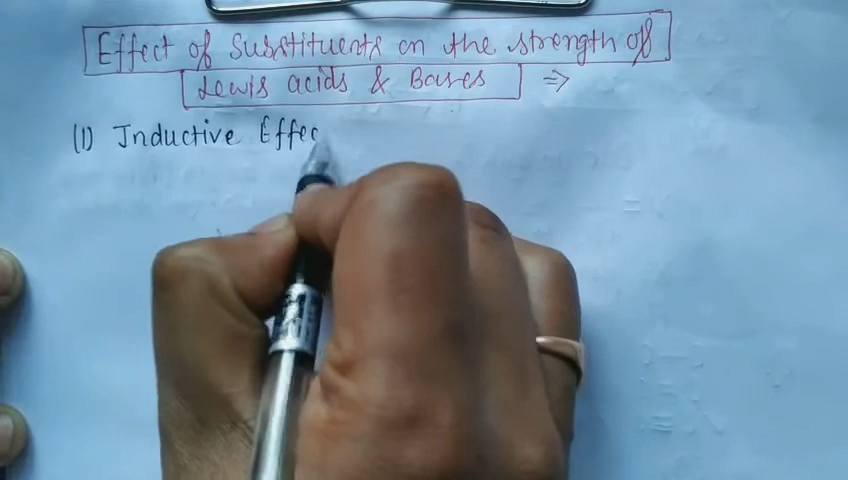 Effect of Substituents on the strength of
Lewis acids & Bases ⇒
(1) Inductive Effec